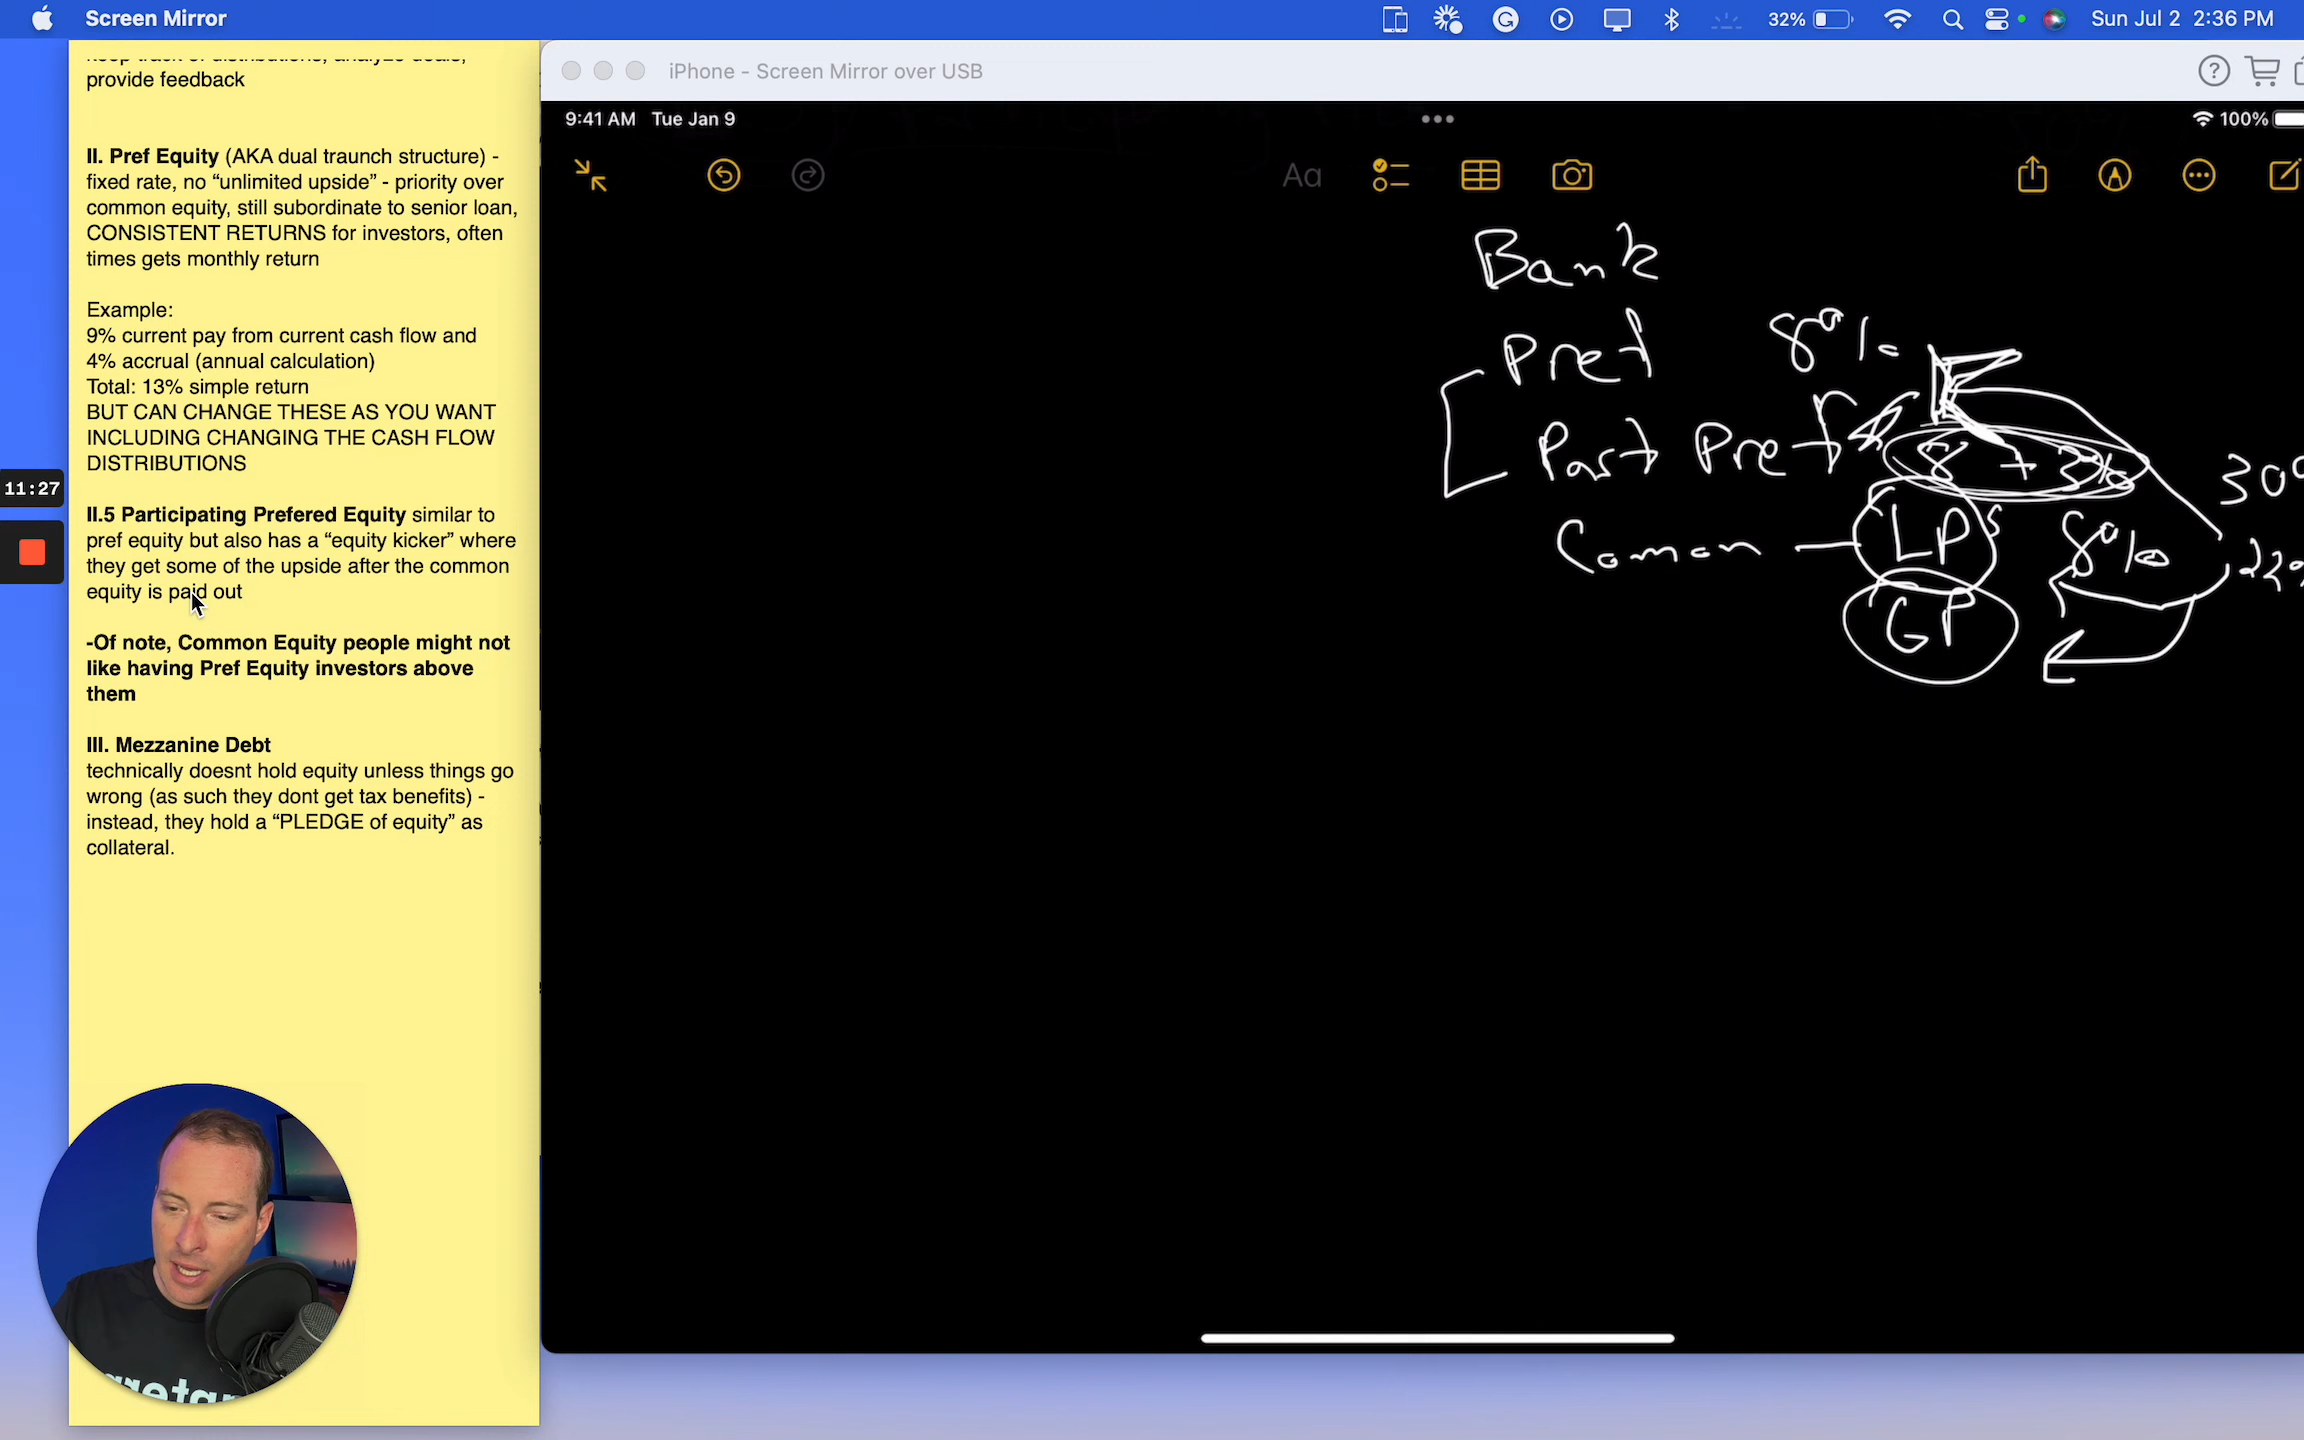 Screen Mirror
32%
Sun Jul 2 2:36 PM
provide feedback
II. Pref Equity (AKA dual traunch structure) -
fixed rate, no “unlimited upside” - priority over
common equity, still subordinate to senior loan,
CONSISTENT RETURNS for investors, often
times gets monthly return
Example:
9% current pay from current cash flow and
4% accrual (annual calculation)
Total: 13% simple return
BUT CAN CHANGE THESE AS YOU WANT
INCLUDING CHANGING THE CASH FLOW
DISTRIBUTIONS
II.5 Participating Prefered Equity similar to
pref equity but also has a “equity kicker” where
they get some of the upside after the common
equity is paid out
-Of note, Common Equity people might not
like having Pref Equity investors above
them
III. Mezzanine Debt
technically doesnt hold equity unless things go
wrong (as such they dont get tax benefits) -
instead, they hold a “PLEDGE of equity” as
collateral.
11:27
iPhone - Screen Mirror over USB
9:41 AM Tue Jan 9
100%
Aa
Bank
Pref 8%
Part Pref 8 + 3%
Common LPs 8%
GP